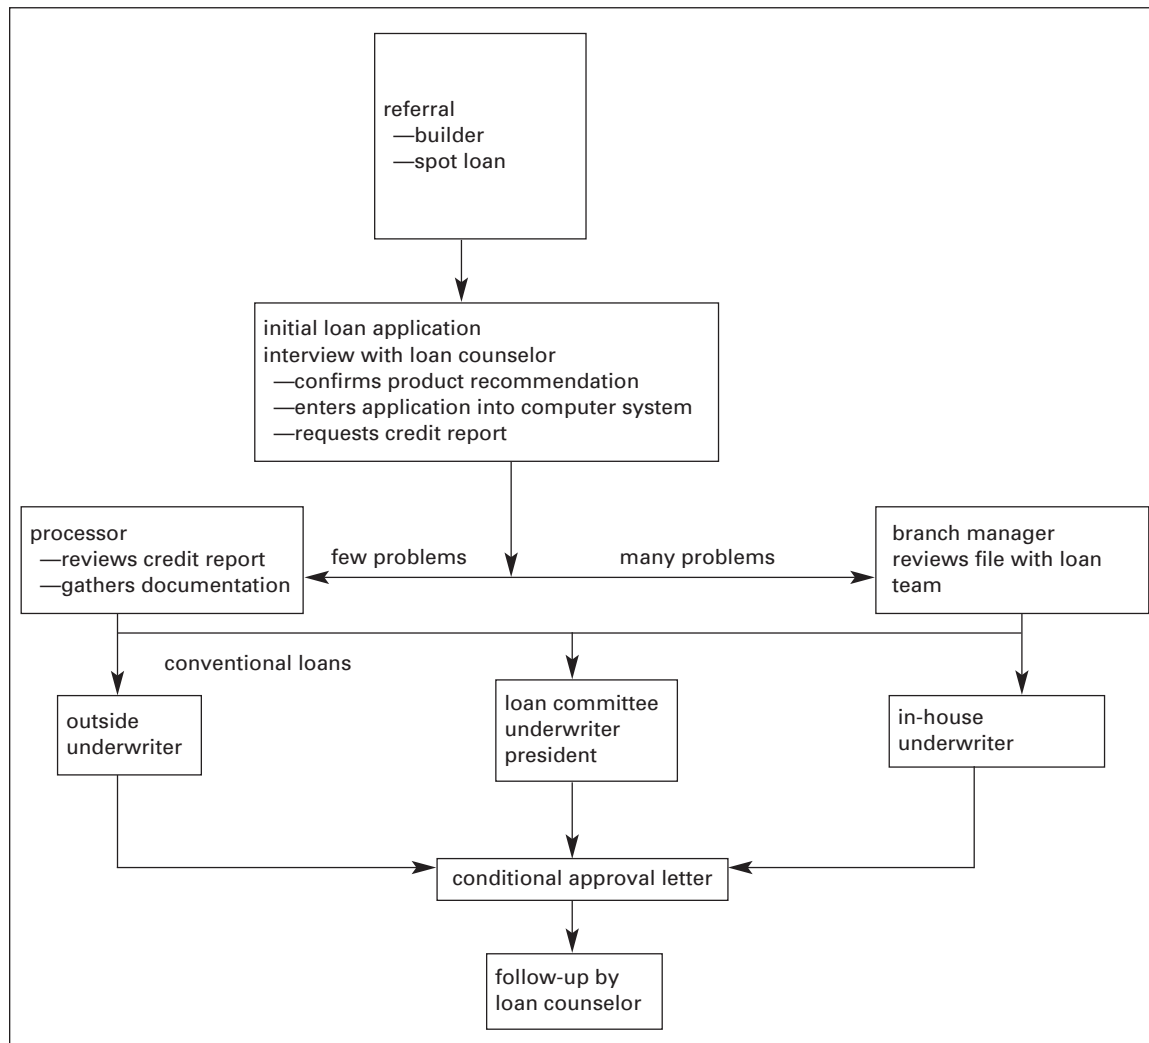 referral
—builder
—spot loan
initial loan application
interview with loan counselor
—confirms product recommendation
—enters application into computer system
—requests credit report
processor
—reviews credit report
—gathers documentation
few problems
many problems
branch manager
reviews file with loan
team
conventional loans
outside
underwriter
loan committee
underwriter
president
in-house
underwriter
conditional approval letter
follow-up by
loan counselor